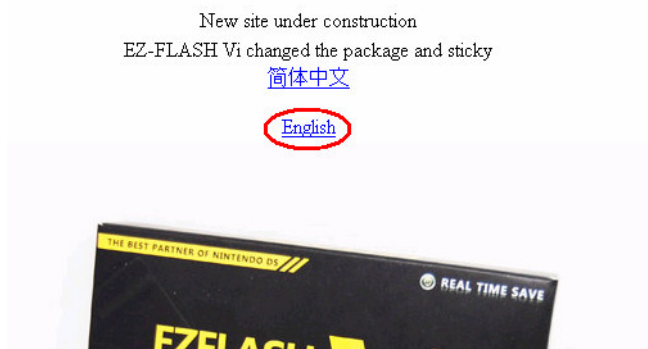 New site under construction
EZ-FLASH Vi changed the package and sticky
简体中文
English
THE BEST PARTNER OF NINTENDO DS
REAL TIME SAVE
EZFLASH